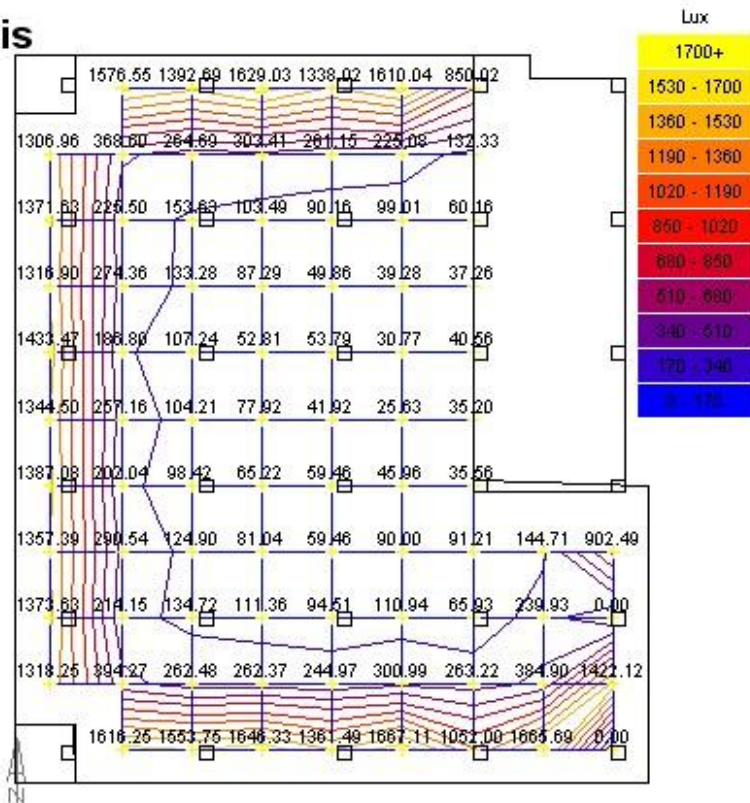 is
Lux
1700+
1530 - 1700
1360 - 1530
1190 - 1360
1020 - 1190
850 - 1020
680 - 850
510 - 680
340 - 510
170 - 340
0 - 170
1576.55 1392.69 1629.03 1338.02 1610.04 850.02
1306.96 368.60 264.69 303.41 261.15 225.08 132.33
1371.63 225.50 153.63 103.49 90.16 99.01 60.16
1316.90 274.36 133.28 87.29 49.86 39.28 37.26
1433.47 186.80 107.24 52.81 53.79 30.77 40.56
1344.50 257.16 104.21 77.92 41.92 25.63 35.20
1387.08 202.04 98.42 65.22 59.46 45.96 35.56
1357.39 290.54 124.90 81.04 59.46 90.00 91.21 144.71 902.49
1373.63 214.15 134.72 111.36 94.51 110.94 65.93 239.93 0.00
1318.25 394.27 262.48 262.37 244.97 300.99 263.22 384.90 1422.12
1616.25 1553.75 1646.33 1361.49 1667.11 1052.00 1665.69 0.00
N